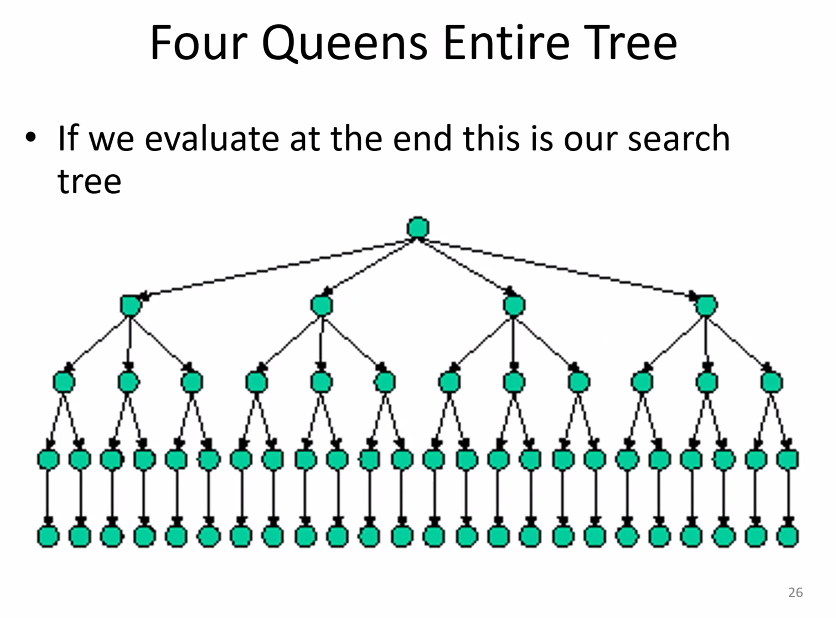 Four Queens Entire Tree
• If we evaluate at the end this is our search
tree
26